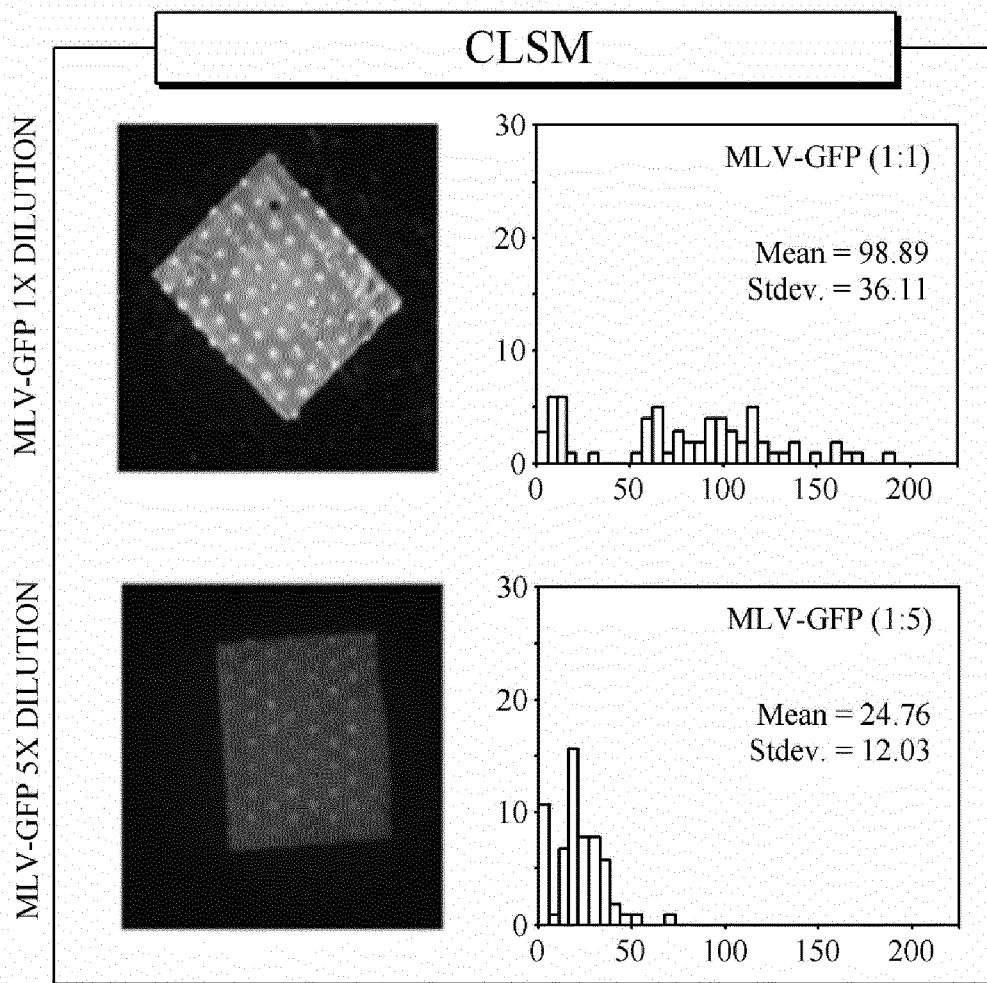 CLSM
MLV-GFP 1X DILUTION
30
20
10
0
MLV-GFP (1:1)
Mean = 98.89
Stdev. = 36.11
0 50 100 150 200
MLV-GFP 5X DILUTION
30
20
10
0
MLV-GFP (1:5)
Mean = 24.76
Stdev. = 12.03
0 50 100 150 200